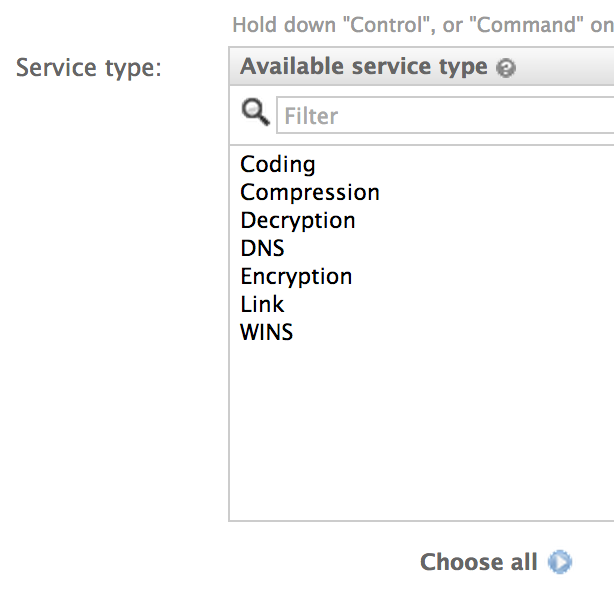 Hold down "Control", or "Command" on
Service type:
Available service type ?
Filter
Coding
Compression
Decryption
DNS
Encryption
Link
WINS
Choose all